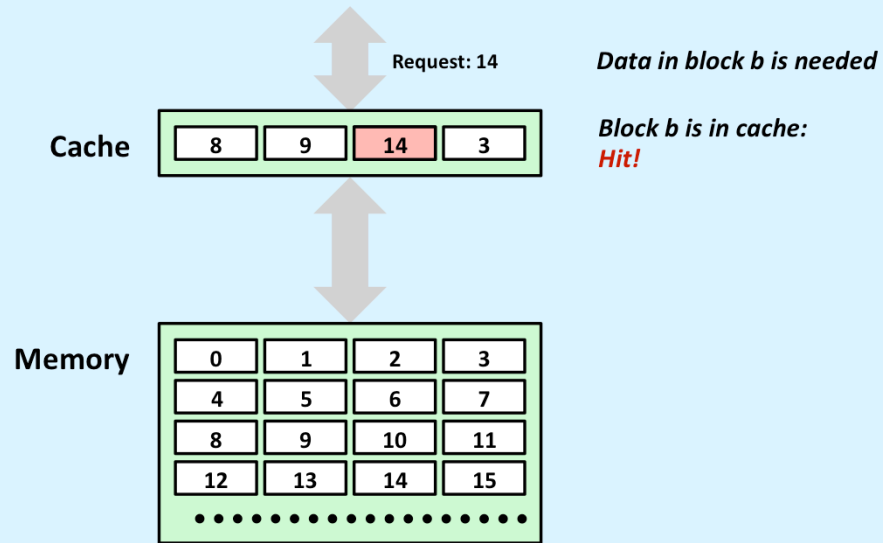 Request: 14
Data in block b is needed
Cache
8 9 14 3
Block b is in cache:
Hit!
Memory
0 1 2 3
4 5 6 7
8 9 10 11
12 13 14 15